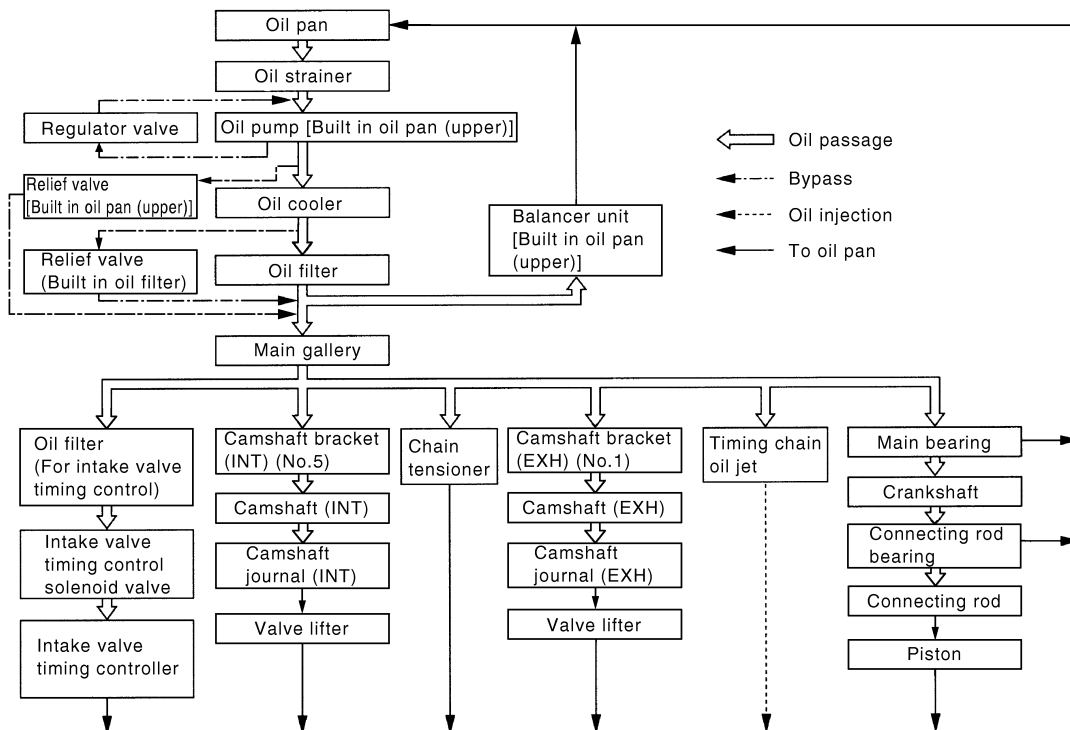 Oil pan
Oil strainer
Regulator valve
Oil pump [Built in oil pan (upper)]
Oil passage
Bypass
Oil injection
To oil pan
Relief valve
[Built in oil pan (upper)]
Oil cooler
Balancer unit
[Built in oil pan
(upper)]
Relief valve
(Built in oil filter)
Oil filter
Main gallery
Oil filter
(For intake valve
timing control)
Intake valve
timing control
solenoid valve
Intake valve
timing controller
Camshaft bracket
(INT) (No.5)
Camshaft (INT)
Camshaft
journal (INT)
Valve lifter
Chain
tensioner
Camshaft bracket
(EXH) (No.1)
Camshaft (EXH)
Camshaft
journal (EXH)
Valve lifter
Timing chain
oil jet
Main bearing
Crankshaft
Connecting rod
bearing
Connecting rod
Piston